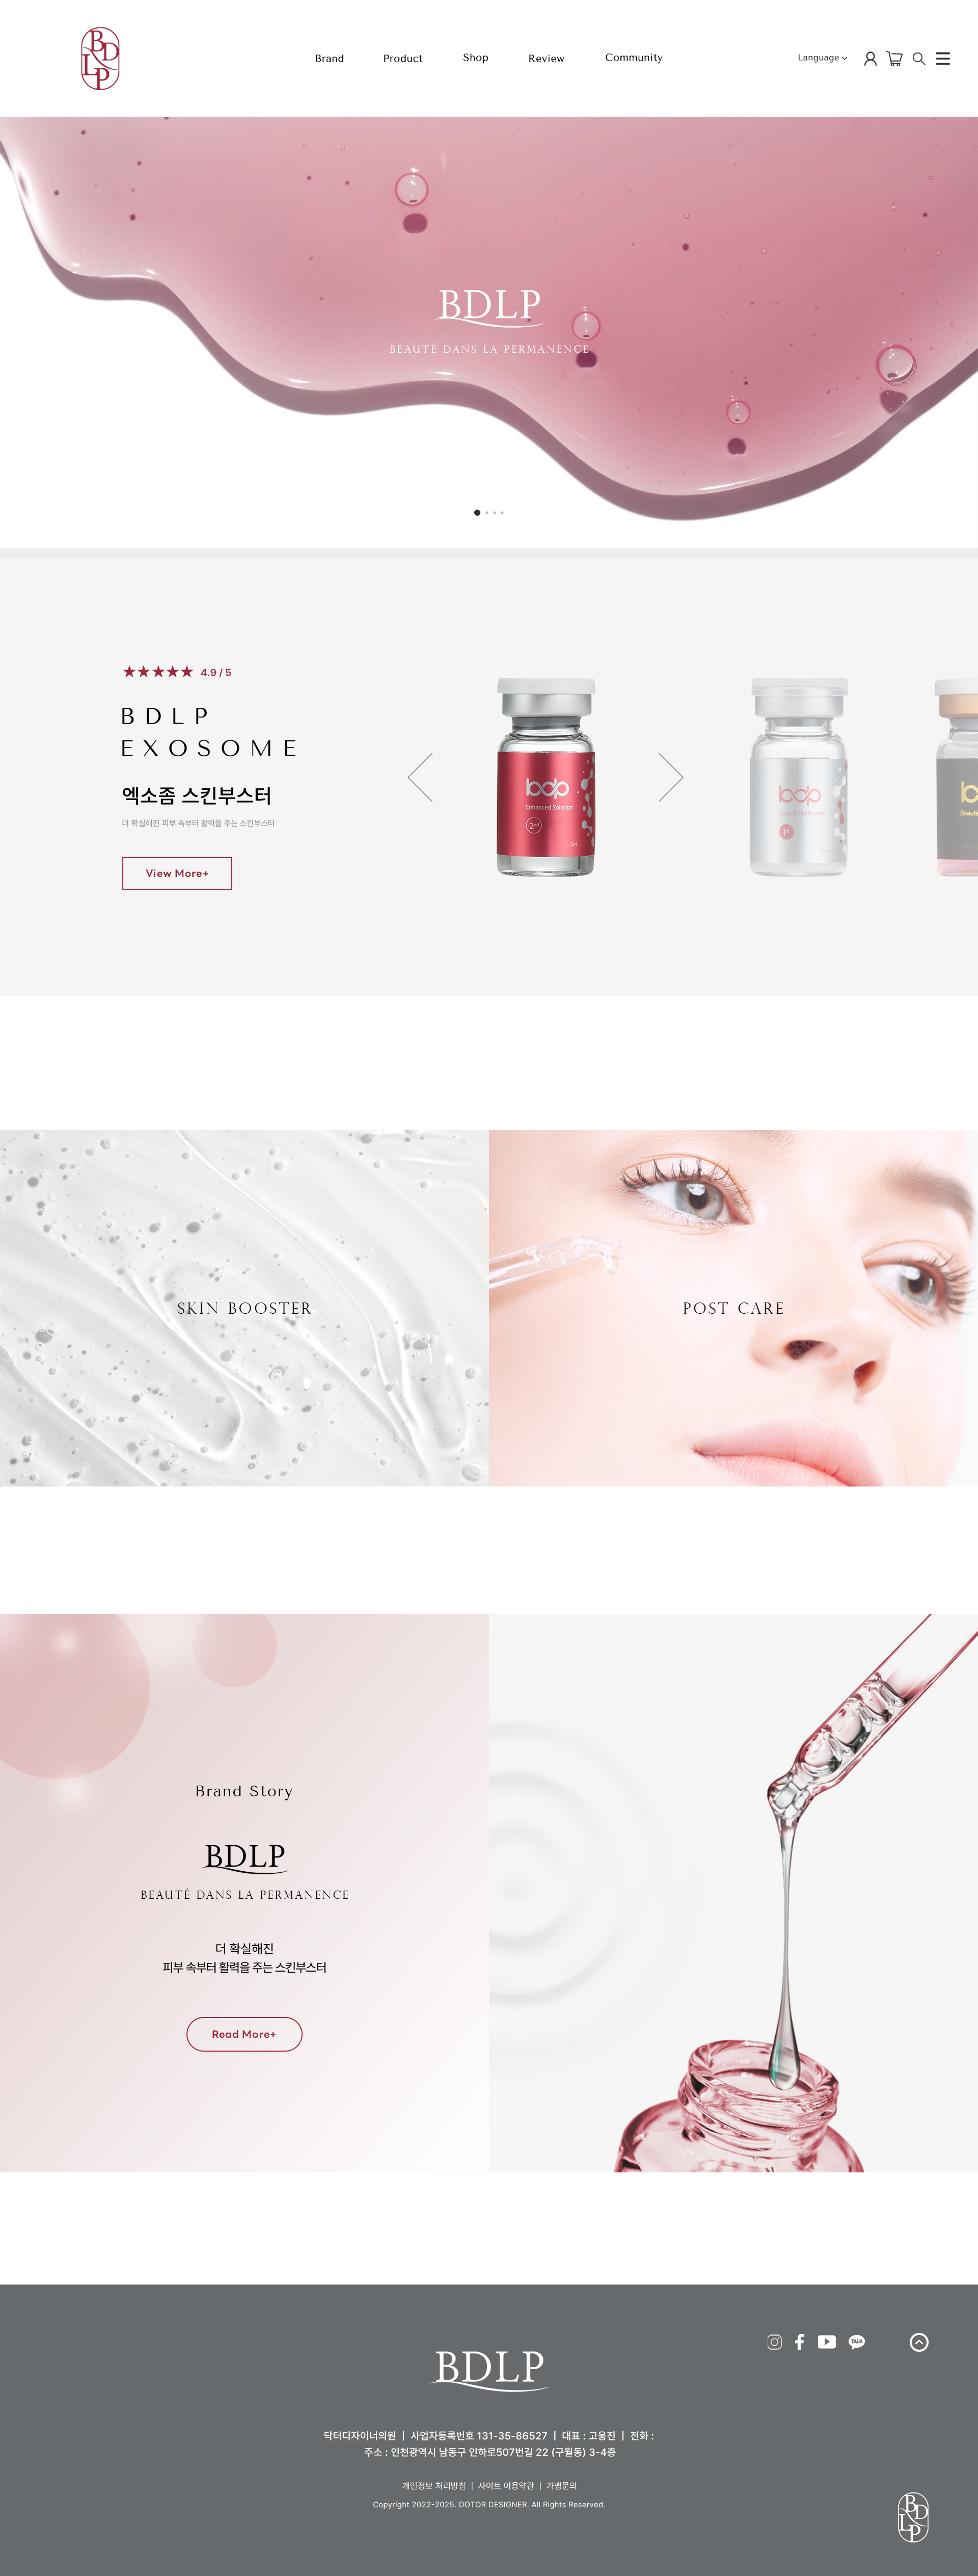 BDLP
Brand
Product
Shop
Review
Community
Language
BDLP
BEAUTÉ DANS LA PERMANENCE
4.9 / 5
BDLP
EXOSOME
엑소좀 스킨부스터
더 확실해진 피부 속부터 활력을 주는 스킨부스터
View More+
Enhanced Solution
2nd
1st
SKIN BOOSTER
POST CARE
Brand Story
BDLP
BEAUTÉ DANS LA PERMANENCE
더 확실해진
피부 속부터 활력을 주는 스킨부스터
Read More+
TALK
BDLP
닥터디자이너의원 | 사업자등록번호 131-35-86527 | 대표 : 고웅진 | 전화 :
주소 : 인천광역시 남동구 인하로507번길 22 (구월동) 3-4층
개인정보 처리방침 | 사이트 이용약관 | 가맹문의
Copyright 2022-2025. DOTOR DESIGNER. All Rights Reserved.
BDLP